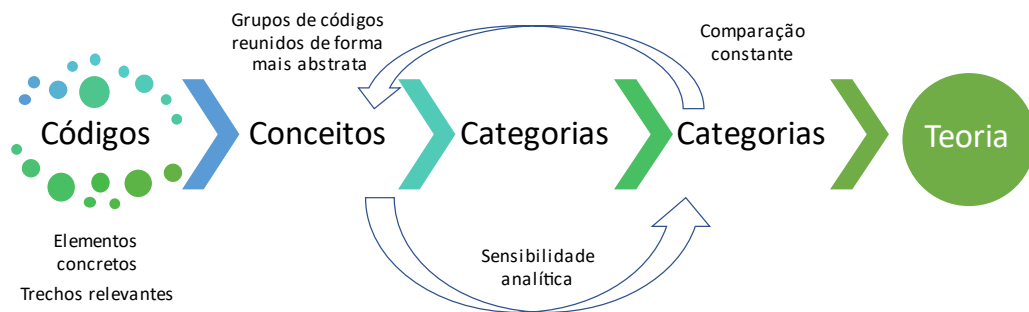 Grupos de códigos
reunidos de forma
mais abstrata
Comparação
constante
Códigos
Conceitos
Categorias
Categorias
Teoria
Elementos
concretos
Trechos relevantes
Sensibilidade
analítica